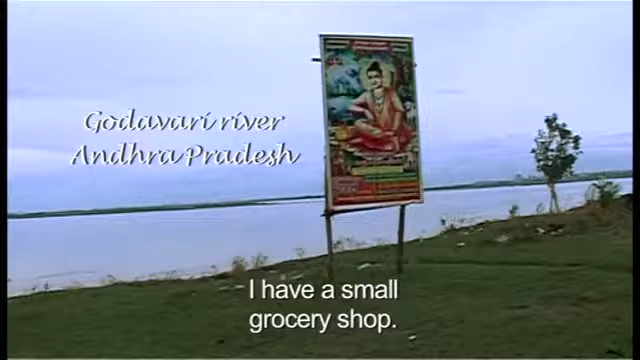 Godavari river
Andhra Pradesh
I have a small
grocery shop.